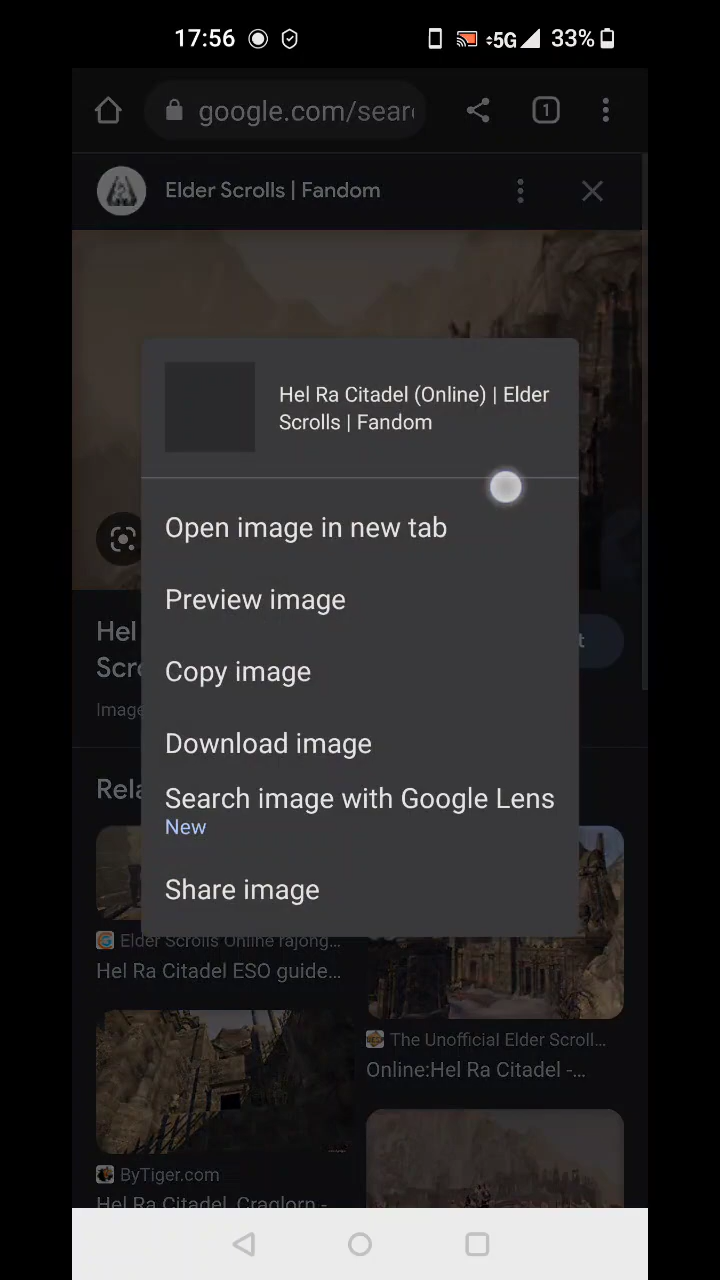 17:56
5G
33%
google.com/sear
1
Elder Scrolls | Fandom
Hel Ra Citadel (Online) | Elder
Scrolls | Fandom
Open image in new tab
Preview image
Copy image
Download image
Search image with Google Lens
New
Share image
Hel
Scro
t
Image
Rela
Elder Scrolls Online rajong...
Hel Ra Citadel ESO guide...
The Unofficial Elder Scroll...
Online:Hel Ra Citadel -...
ByTiger.com
Hel Ra Citadel, Craglorn -